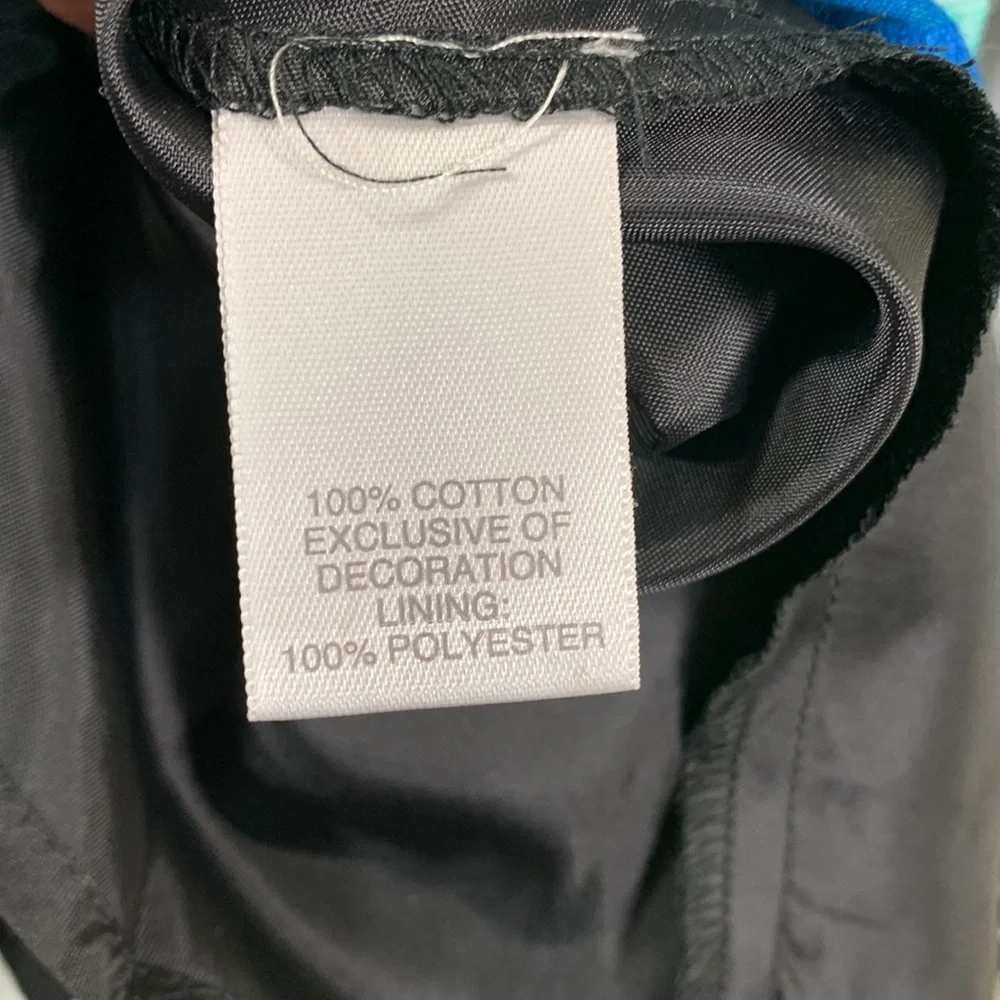 100% COTTON
EXCLUSIVE OF
DECORATION
LINING:
100% POLYESTER